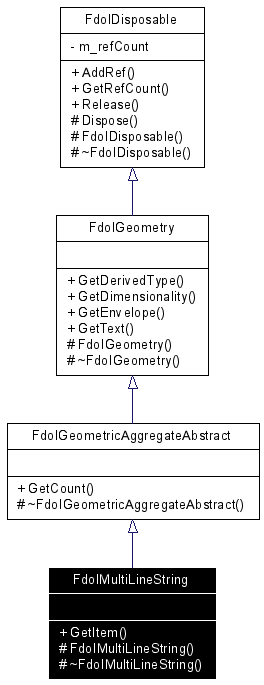 FdoIDisposable
- m_refCount
+ AddRef()
+ GetRefCount()
+ Release()
# Dispose()
# FdoIDisposable()
# ~FdoIDisposable()
FdoIGeometry
+ GetDerivedType()
+ GetDimensionality()
+ GetEnvelope()
+ GetText()
# FdoIGeometry()
# ~FdoIGeometry()
FdoIGeometricAggregateAbstract
+ GetCount()
# ~FdoIGeometricAggregateAbstract()
FdoIMultiLineString
+ GetItem()
# FdoIMultiLineString()
# ~FdoIMultiLineString()